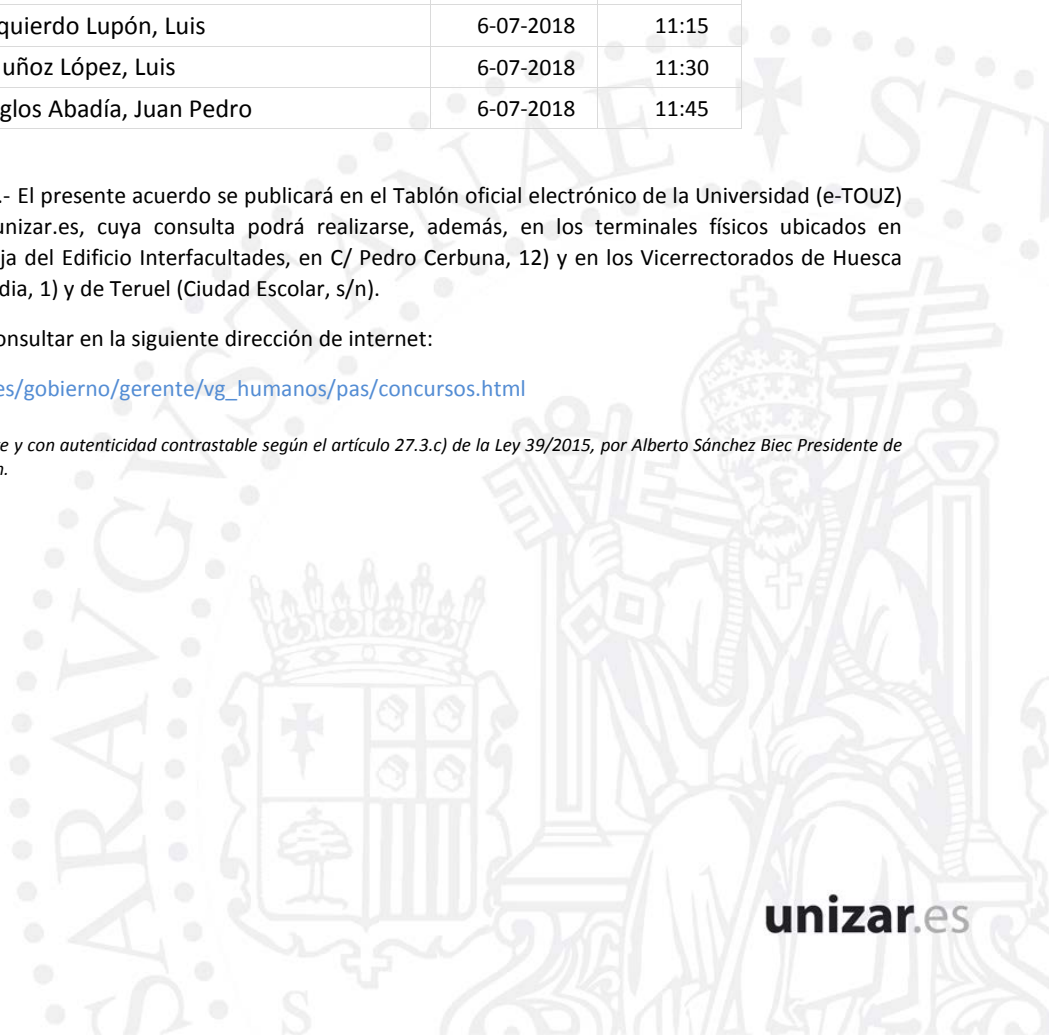 quierdo Lupón, Luis 6-07-2018 11:15
uñoz López, Luis 6-07-2018 11:30
glos Abadía, Juan Pedro 6-07-2018 11:45
.- El presente acuerdo se publicará en el Tablón oficial electrónico de la Universidad (e-TOUZ)
unizar.es, cuya consulta podrá realizarse, además, en los terminales físicos ubicados en
ja del Edificio Interfacultades, en C/ Pedro Cerbuna, 12) y en los Vicerrectorados de Huesca
dia, 1) y de Teruel (Ciudad Escolar, s/n).
onsultar en la siguiente dirección de internet:
es/gobierno/gerente/vg_humanos/pas/concursos.html
e y con autenticidad contrastable según el artículo 27.3.c) de la Ley 39/2015, por Alberto Sánchez Biec Presidente de
n.
SARAVGVSTANAE STV
S
unizar.es